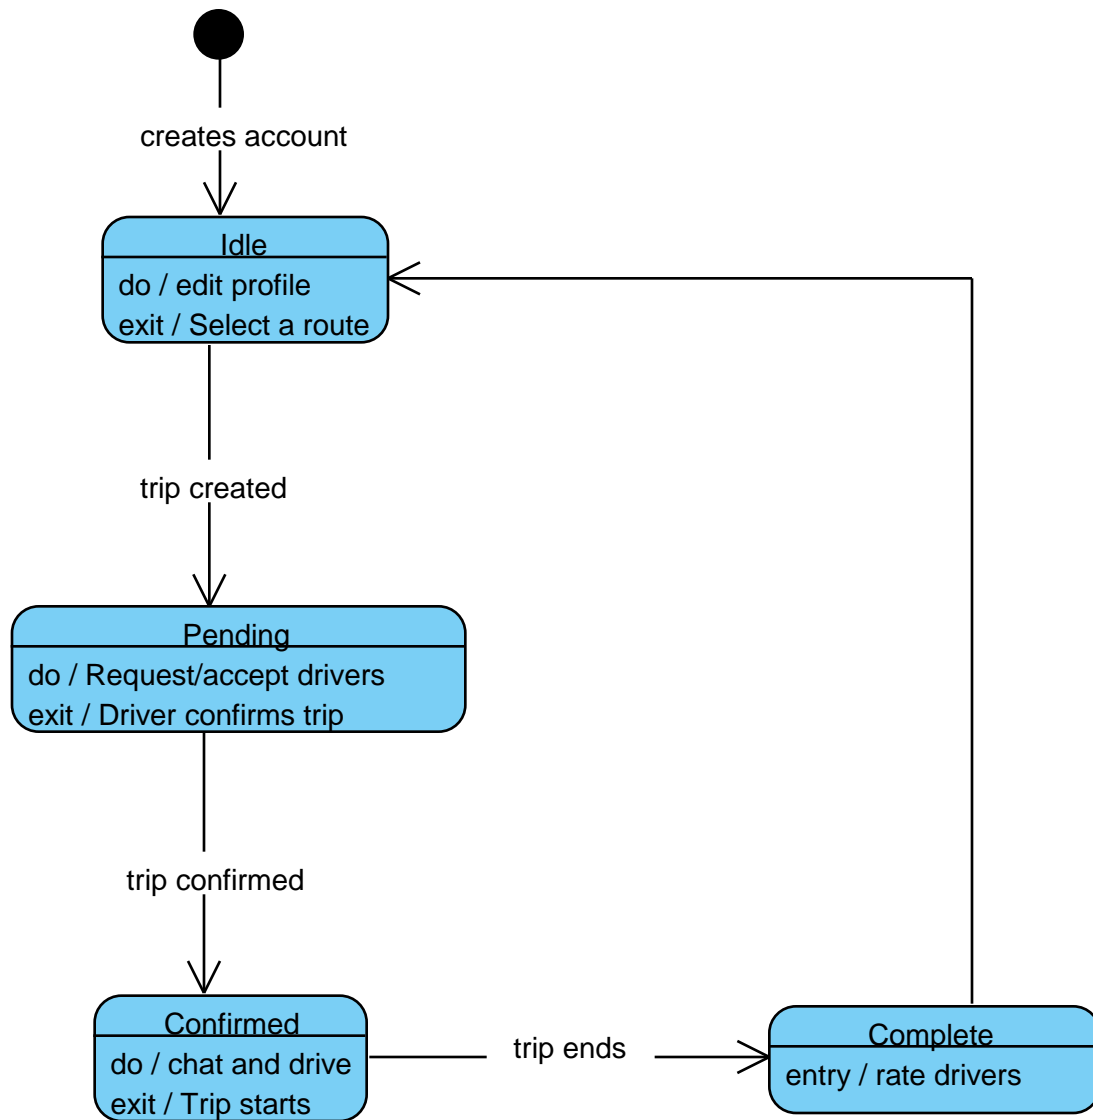 creates account
Idle
do / edit profile
exit / Select a route
trip created
Pending
do / Request/accept drivers
exit / Driver confirms trip
trip confirmed
Confirmed
do / chat and drive
exit / Trip starts
trip ends
Complete
entry / rate drivers